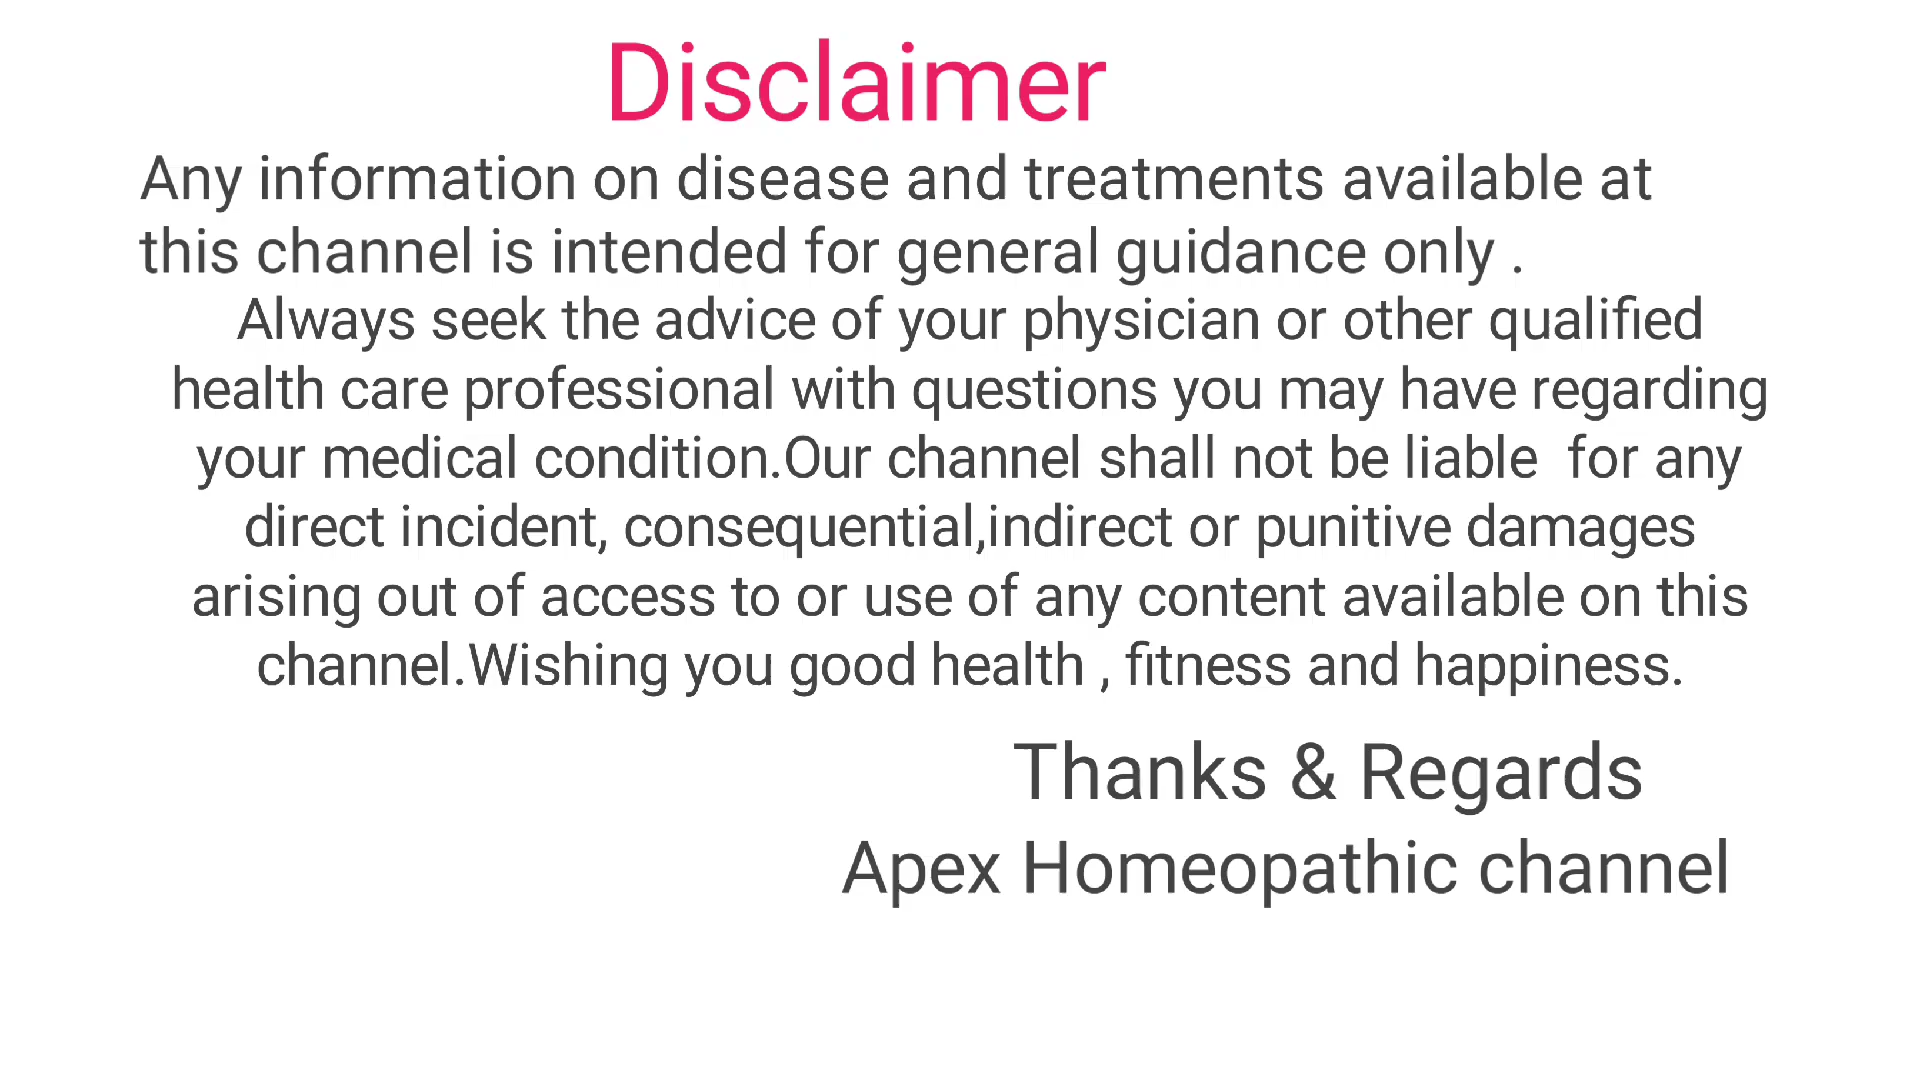 Disclaimer
Any information on disease and treatments available at
this channel is intended for general guidance only .
Always seek the advice of your physician or other qualified
health care professional with questions you may have regarding
your medical condition.Our channel shall not be liable  for any
direct incident, consequential,indirect or punitive damages
arising out of access to or use of any content available on this
channel.Wishing you good health , fitness and happiness.
Thanks & Regards
Apex Homeopathic channel